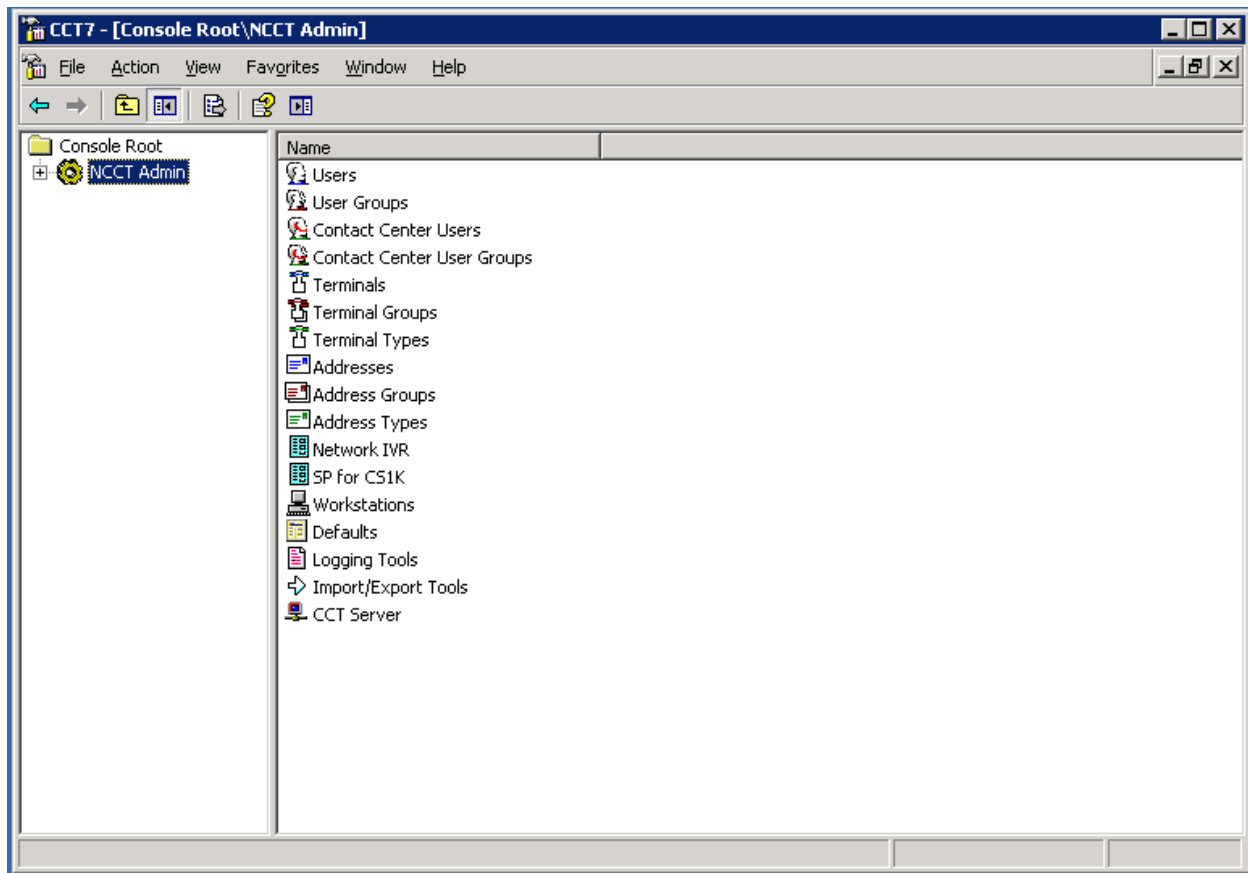 CCT7 - [Console Root\NCCT Admin]
File Action View Favorites Window Help
Console Root
NCCT Admin
Name
Users
User Groups
Contact Center Users
Contact Center User Groups
Terminals
Terminal Groups
Terminal Types
Addresses
Address Groups
Address Types
Network IVR
SP for CS1K
Workstations
Defaults
Logging Tools
Import/Export Tools
CCT Server